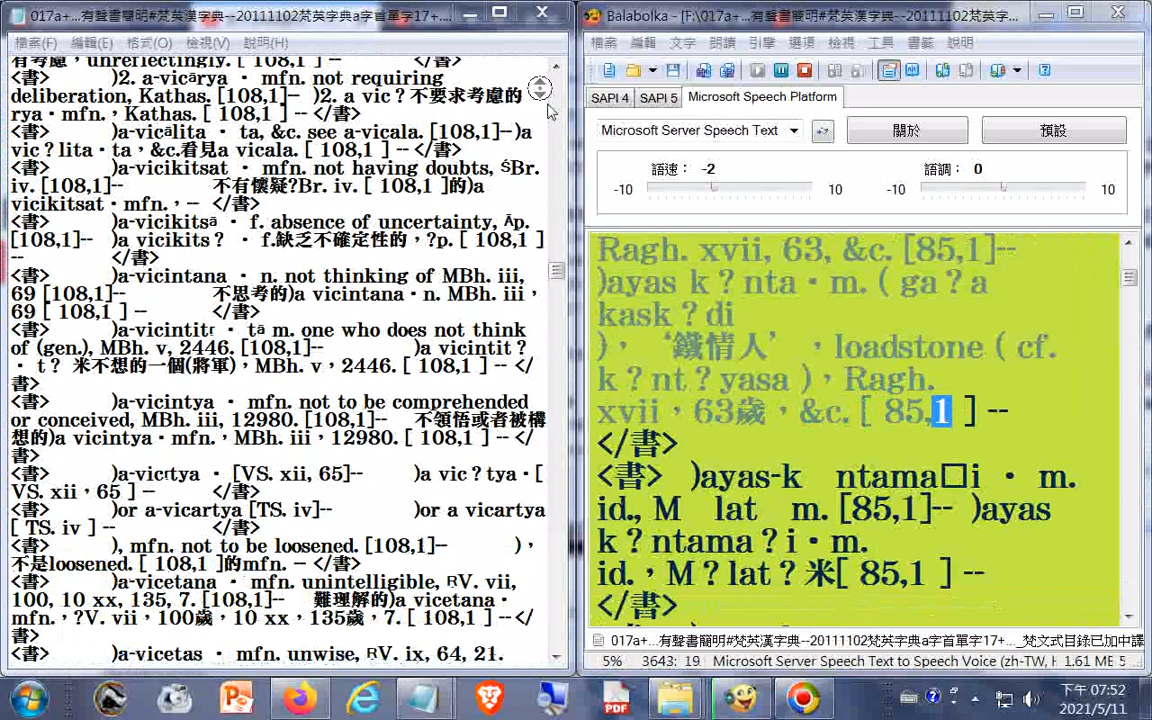 017a+...有聲書簡明#梵英漢字典--20111102梵英字典a字首單字17+...
檔案(F) 編輯(E) 格式(O) 檢視(V) 說明(H)
有考慮，unreflectingly. [ 108,1 ] </書>
<書> )2. a-vicārya • mfn. not requiring
deliberation, Kathas. [108,1]-- )2. a vic ? 不要求考慮的
rya • mfn.，Kathas. [ 108,1 ] -- </書>
<書> )a-vicālita • ta, &c. see a-vicala. [108,1]-- )a
vic ? lita • ta，&c.看見a vicala. [ 108,1 ] -- </書>
<書> )a-vicikitsat • mfn. not having doubts, ŚBr.
iv. [108,1]-- 不有懷疑?Br. iv. [ 108,1 ]的)a
vicikitsat • mfn.，-- </書>
<書> )a-vicikitsā • f. absence of uncertainty, Āp.
[108,1]-- )a vicikits ? • f.缺乏不確定性的，?p. [ 108,1 ]
-- </書>
<書> )a-vicintana • n. not thinking of MBh. iii,
69 [108,1]-- 不思考的)a vicintana • n. MBh. iii，
69 [ 108,1 ] -- </書>
<書> )a-vicintitṛ • tā m. one who does not think
of (gen.), MBh. v, 2446. [108,1]-- )a vicintit ?
• t ? 米不想的一個(將軍)，MBh. v，2446. [ 108,1 ] -- </
書>
<書> )a-vicintya • mfn. not to be comprehended
or conceived, MBh. iii, 12980. [108,1]-- 不領悟或者被構
想的)a vicintya • mfn.，MBh. iii，12980. [ 108,1 ] -- </
書>
<書> )a-vicṛtya • [VS. xii, 65]-- )a vic ? tya • [
VS. xii，65 ] -- </書>
<書> )or a-vicartya [TS. iv]-- )or a vicartya
[ TS. iv ] -- </書>
<書> ), mfn. not to be loosened. [108,1]-- )，
不是loosened. [ 108,1 ]的mfn. -- </書>
<書> )a-vicetana • mfn. unintelligible, RV. vii,
100, 10 xx, 135, 7. [108,1]-- 難理解的)a vicetana •
mfn.，?V. vii，100歲，10 xx，135歲，7. [ 108,1 ] -- </
書>
<書> )a-vicetas • mfn. unwise, RV. ix, 64, 21.
Balabolka - [F:\017a+...有聲書簡明#梵英漢字典--20111102梵英字...
檔案 編輯 文字 朗讀 引擎 選項 檢視 工具 書籤 說明
SAPI 4 SAPI 5 Microsoft Speech Platform
Microsoft Server Speech Text 關於 預設
語速： -2 語調： 0
-10 10 -10 10
Ragh. xvii, 63, &c. [85,1]--
)ayas k ? nta • m. ( ga ? a
kask ? di
)，‘鐵情人’，loadstone ( cf.
k ? nt ? yasa )，Ragh.
xvii，63歲，&c. [ 85,1 ] --
</書>
<書> )ayas-k ntama□i • m.
id., M lat m. [85,1]-- )ayas
k ? ntama ? i • m.
id.，M ? lat ? 米[ 85,1 ] --
</書>
017a+...有聲書簡明#梵英漢字典--20111102梵英字典a字首單字17+..._梵文式目錄已加中譯
5% 3643: 19 Microsoft Server Speech Text to Speech Voice (zh-TW, H 1.61 MB 5
下午 07:52
2021/5/11